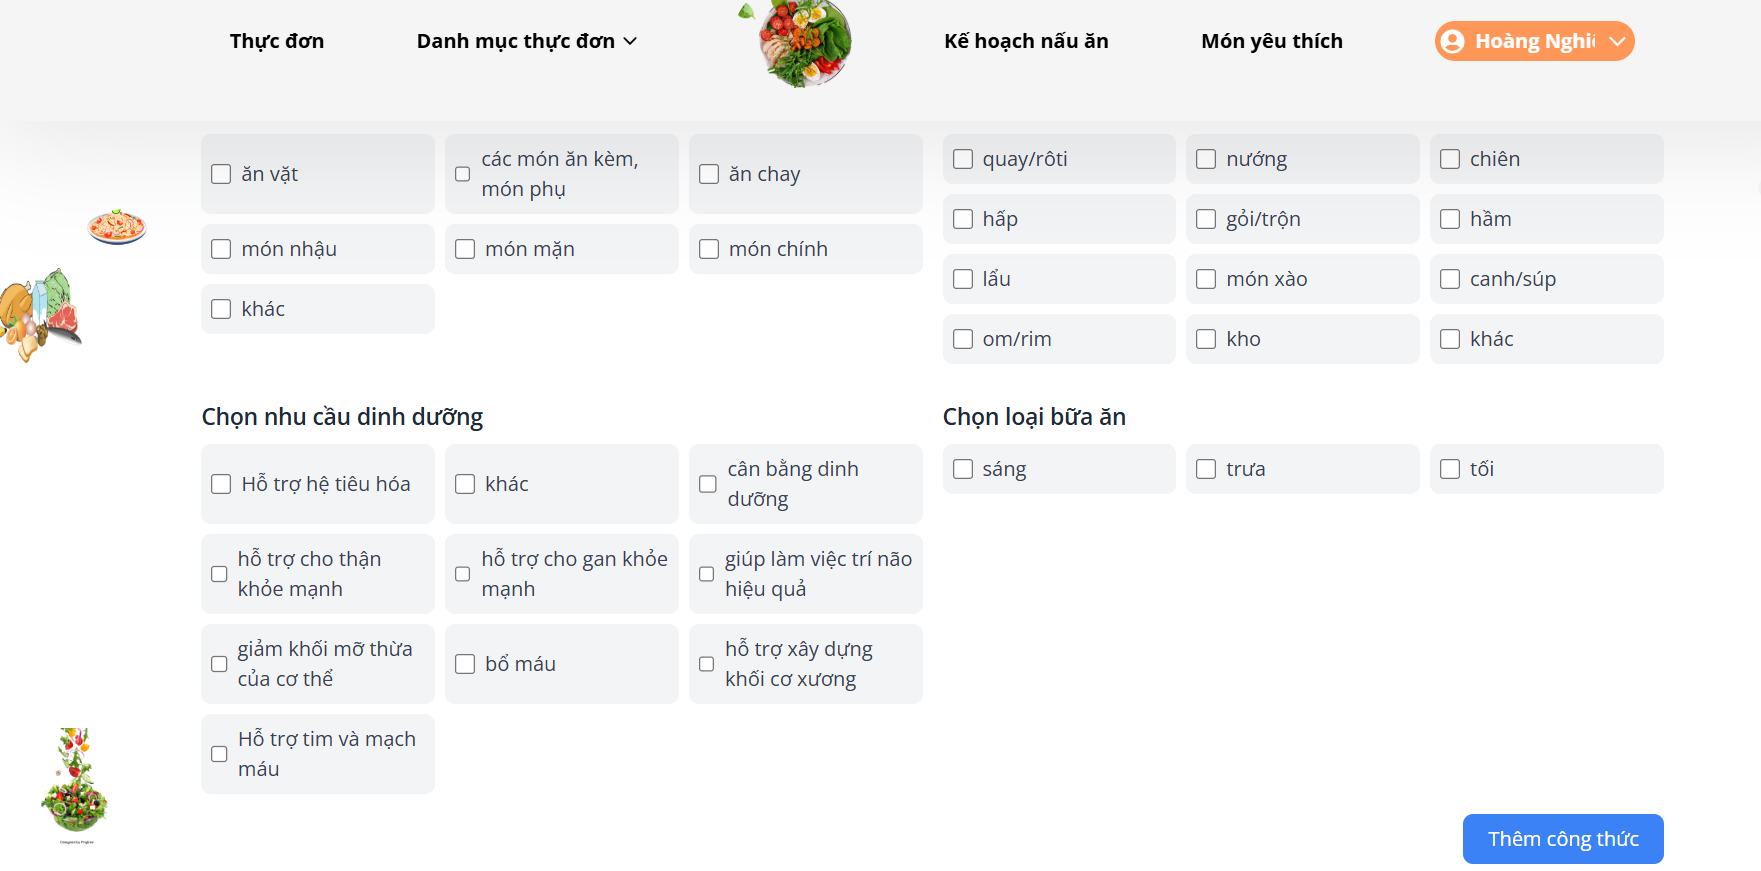 Thực đơn
Danh mục thực đơn
Kế hoạch nấu ăn
Món yêu thích
Hoàng Nghi
ăn vặt
các món ăn kèm,
món phụ
ăn chay
món nhậu
món mặn
món chính
khác
quay/rôti
nướng
chiên
hấp
gỏi/trộn
hầm
lẩu
món xào
canh/súp
om/rim
kho
khác
Chọn nhu cầu dinh dưỡng
Hỗ trợ hệ tiêu hóa
khác
cân bằng dinh
dưỡng
hỗ trợ cho thận
khỏe mạnh
hỗ trợ cho gan khỏe
mạnh
giúp làm việc trí não
hiệu quả
giảm khối mỡ thừa
của cơ thể
bổ máu
hỗ trợ xây dựng
khối cơ xương
Hỗ trợ tim và mạch
máu
Chọn loại bữa ăn
sáng
trưa
tối
Thêm công thức